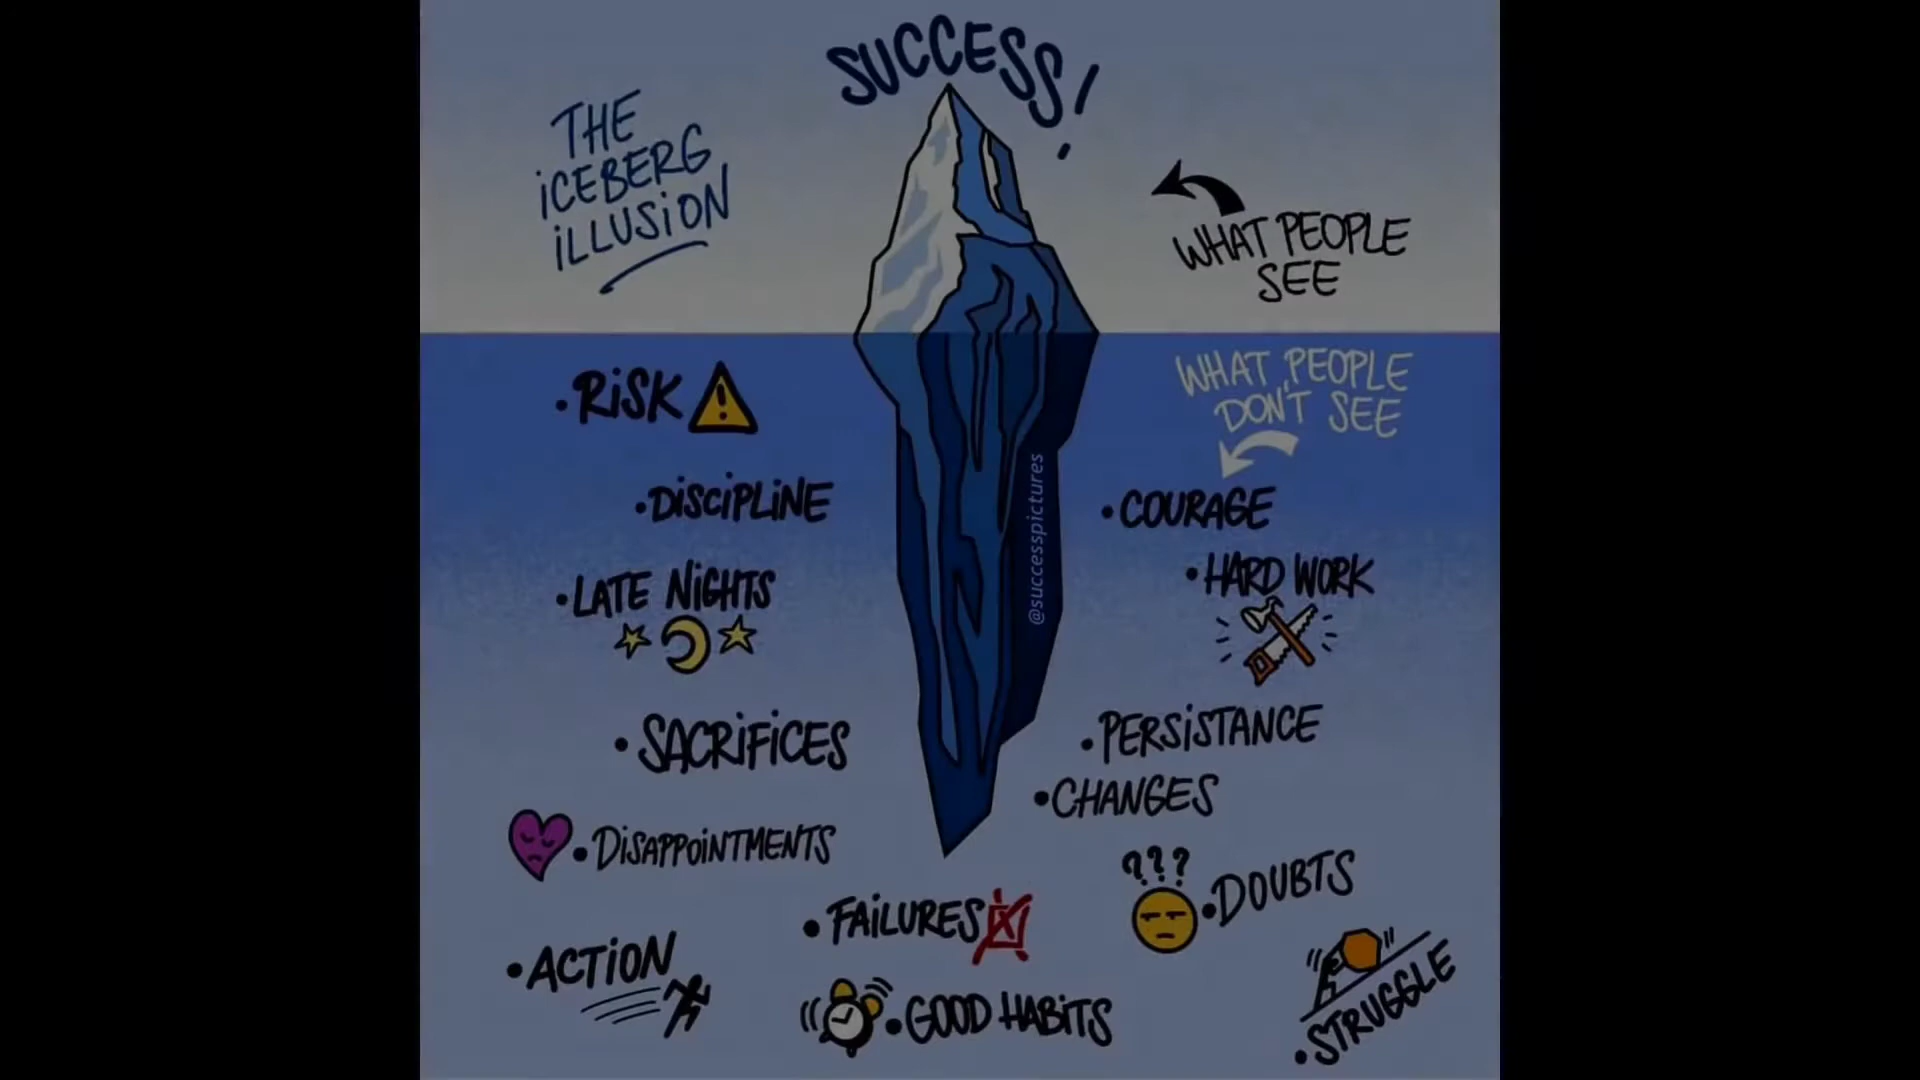 SUCCESS!
THE
iCEBERG
iLLUSiON
WHAT PEOPLE
SEE
WHAT PEOPLE
DON'T SEE
• RiSK
• DiSCiPLiNE
• LATE NiGHTS
• SACRiFiCES
• DiSAPPOiNTMENTS
• FAiLURES
• ACTiON
• GOOD HABiTS
@successpictures
• COURAGE
• HARD WORK
• PERSiSTANCE
• CHANGES
???
• DOUBTS
• STRUGGLE